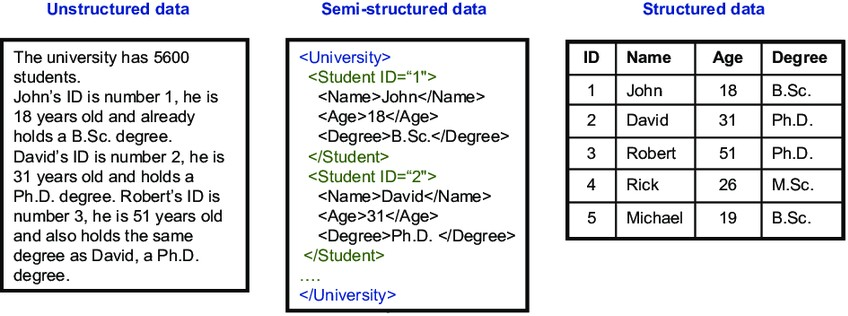 Unstructured data
The university has 5600
students.
John's ID is number 1, he is
18 years old and already
holds a B.Sc. degree.
David's ID is number 2, he is
31 years old and holds a
Ph.D. degree. Robert's ID is
number 3, he is 51 years old
and also holds the same
degree as David, a Ph.D.
degree.
Semi-structured data
<University>
<Student ID=“1">
<Name>John</Name>
<Age>18</Age>
<Degree>B.Sc.</Degree>
</Student>
<Student ID=“2">
<Name>David</Name>
<Age>31</Age>
<Degree>Ph.D. </Degree>
</Student>
....
</University>
Structured data
ID Name Age Degree
1 John 18 B.Sc.
2 David 31 Ph.D.
3 Robert 51 Ph.D.
4 Rick 26 M.Sc.
5 Michael 19 B.Sc.